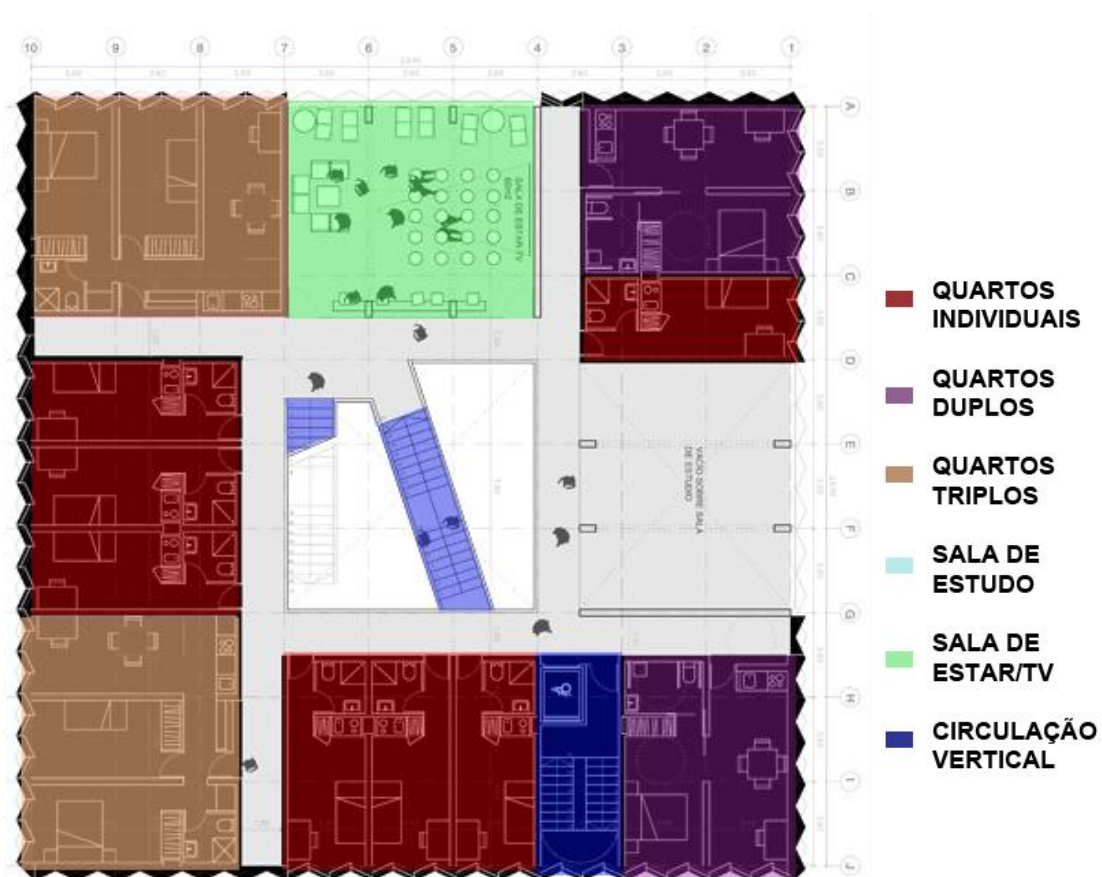 10 9 8 7 6 5 4 3 2 1
A
B
C
D
E
F
G
H
I
J
SALA DE ESTAR/TV
VACIO SOBRE SALA
DE ESTUDO
QUARTOS
INDIVIDUAIS
QUARTOS
DUPLOS
QUARTOS
TRIPLOS
SALA DE
ESTUDO
SALA DE
ESTAR/TV
CIRCULAÇÃO
VERTICAL